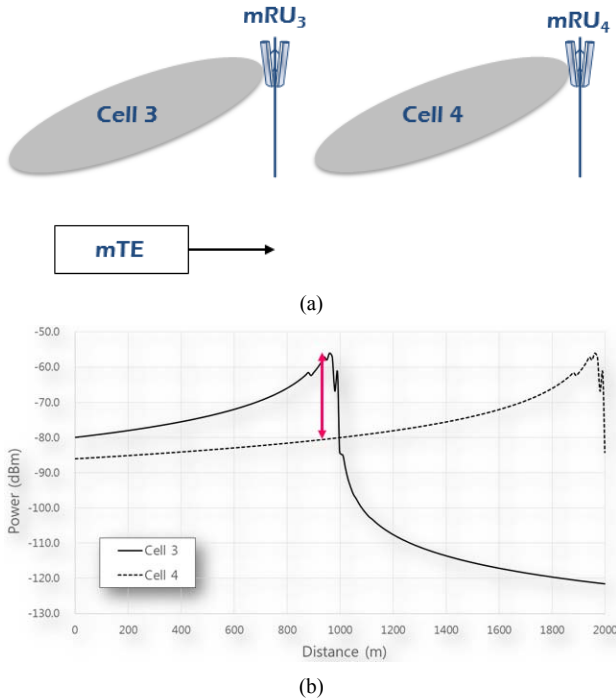 mRU3 mRU4
Cell 3 Cell 4
mTE
(a)
-50.0
-60.0
-70.0
-80.0
-90.0
-100.0
-110.0
-120.0
-130.0
Power (dBm)
Cell 3
Cell 4
0 200 400 600 800 1000 1200 1400 1600 1800 2000
Distance (m)
(b)